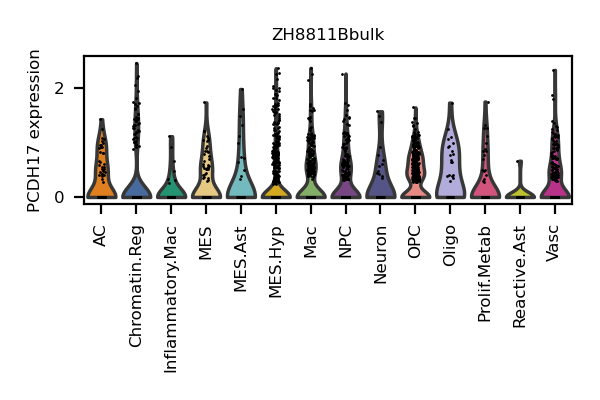 ZH8811Bbulk
PCDH17 expression
2
0
AC
Chromatin.Reg
Inflammatory.Mac
MES
MES.Ast
MES.Hyp
Mac
NPC
Neuron
OPC
Oligo
Prolif.Metab
Reactive.Ast
Vasc